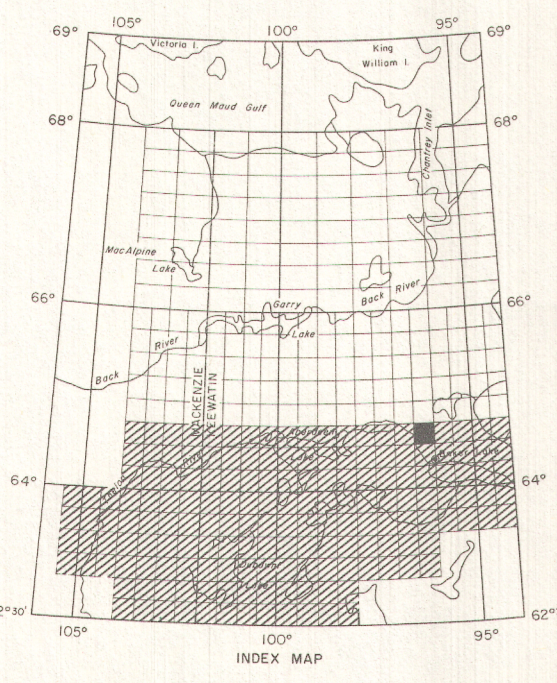 105° 100° 95°
69° 69°
Victoria I. King
William I.
Queen Maud Gulf
68° 68°
Chantrey Inlet
MacAlpine
Lake
Back River
66° 66°
Garry
Lake
River
Back
MACKENZIE
KEEWATIN
Aberdeen
Lake
Baker Lake
River
64° 64°
Dubawnt
Lake
2°30' 62°
105° 100° 95°
INDEX MAP